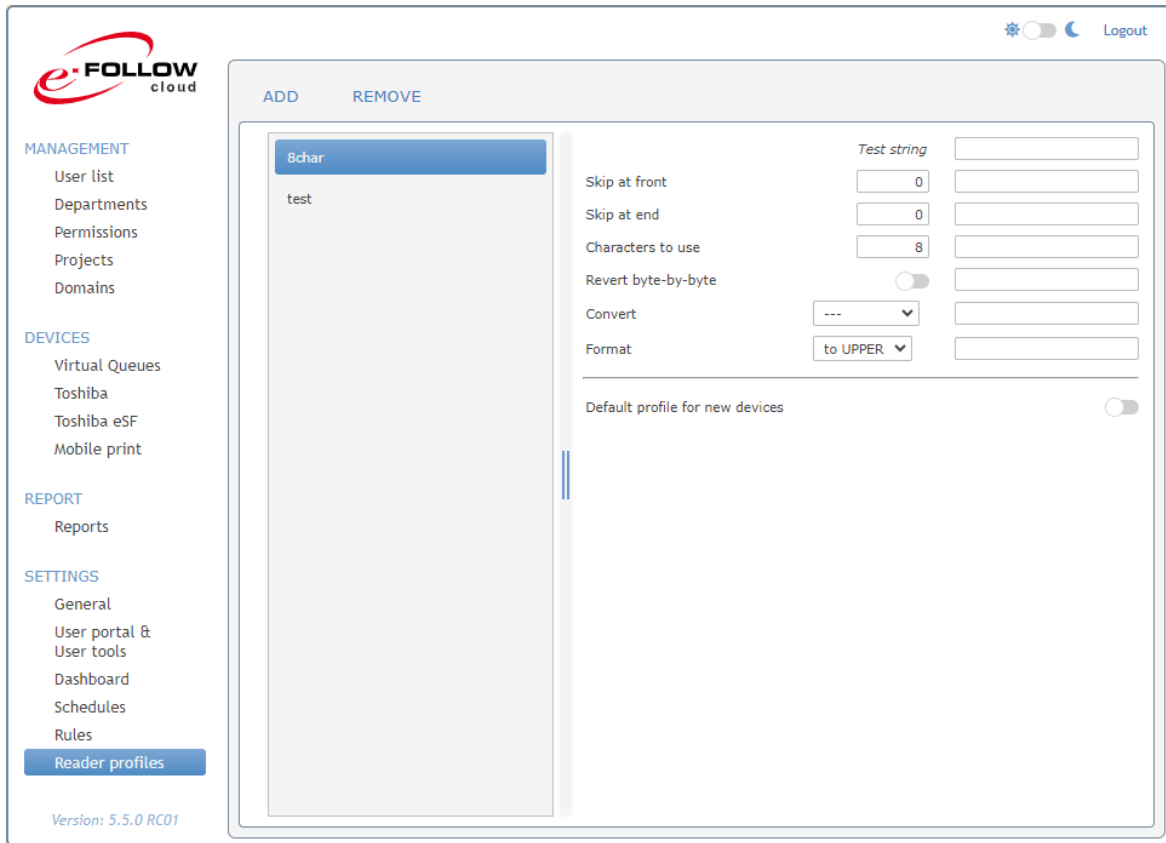 Logout
e-FOLLOW
cloud
ADD REMOVE
MANAGEMENT
User list
Departments
Permissions
Projects
Domains
DEVICES
Virtual Queues
Toshiba
Toshiba eSF
Mobile print
REPORT
Reports
SETTINGS
General
User portal &
User tools
Dashboard
Schedules
Rules
Reader profiles
Version: 5.5.0 RC01
8char
test
Test string
Skip at front 0
Skip at end 0
Characters to use 8
Revert byte-by-byte
Convert ---
Format to UPPER
Default profile for new devices